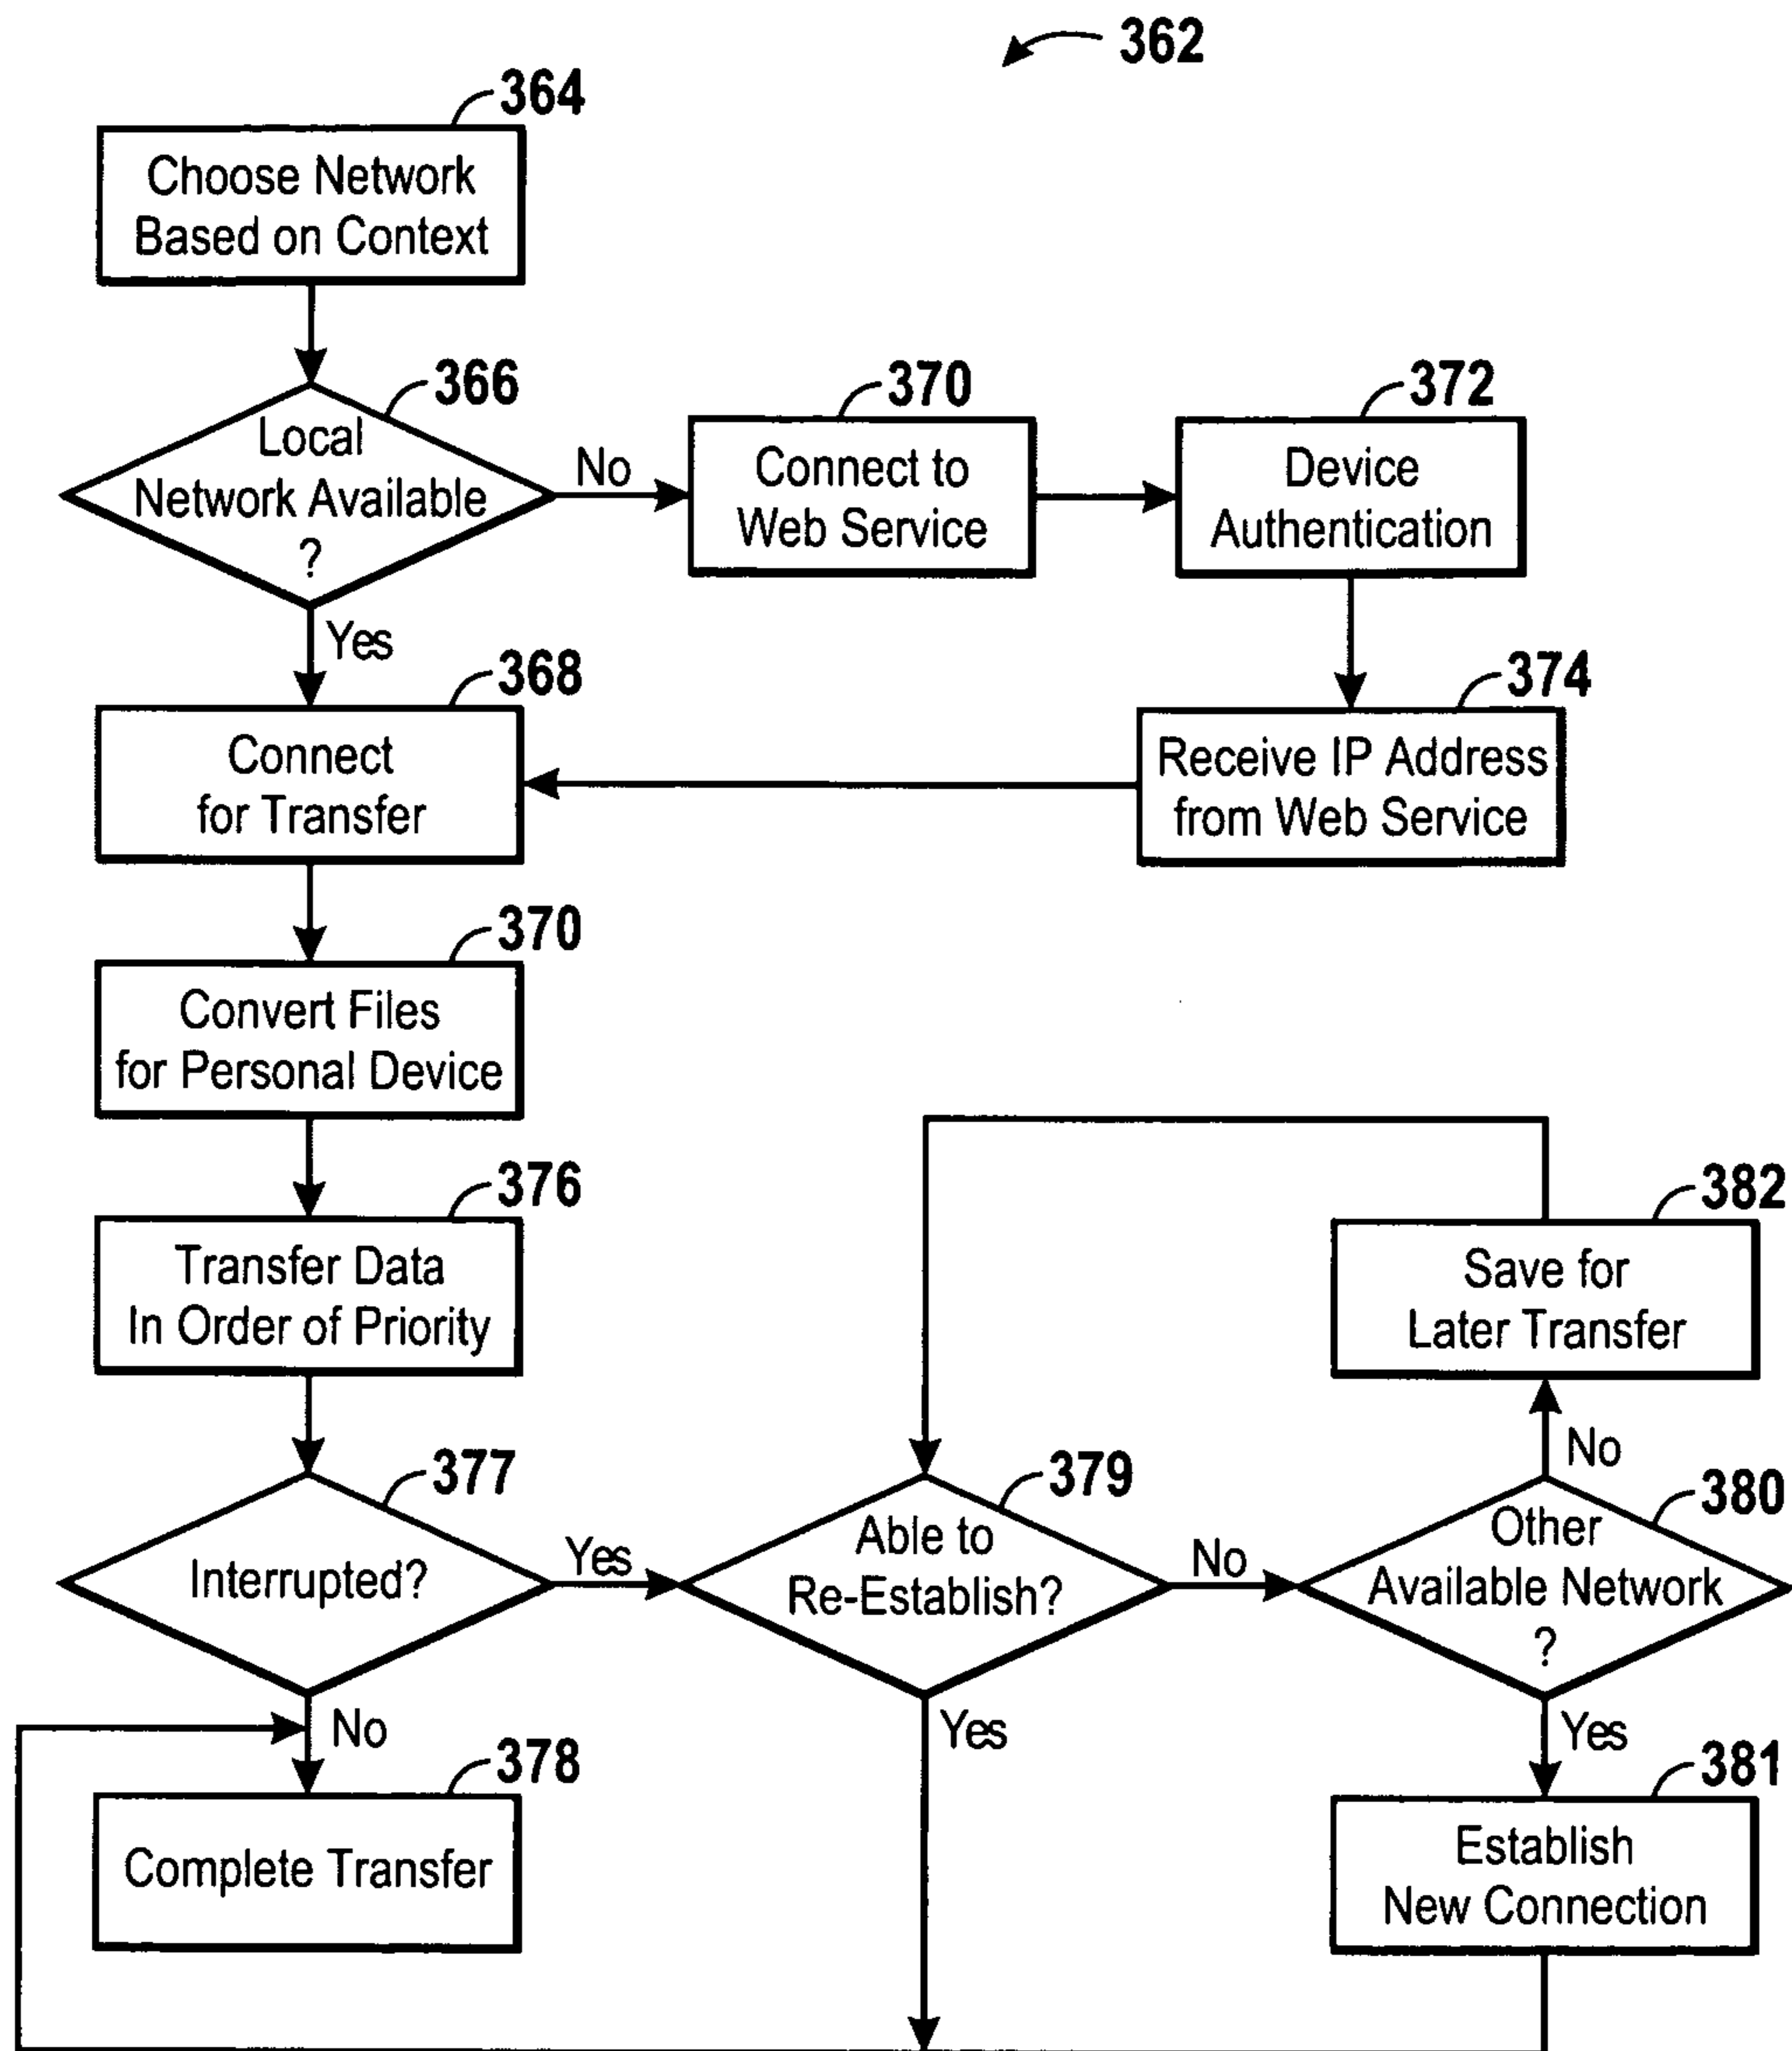 362
364
Choose Network
Based on Context
366
Local
Network Available
?
No
Yes
370
Connect to
Web Service
372
Device
Authentication
374
Receive IP Address
from Web Service
368
Connect
for Transfer
370
Convert Files
for Personal Device
376
Transfer Data
In Order of Priority
377
Interrupted?
Yes
No
378
Complete Transfer
379
Able to
Re-Establish?
No
Yes
380
Other
Available Network
?
No
Yes
382
Save for
Later Transfer
381
Establish
New Connection